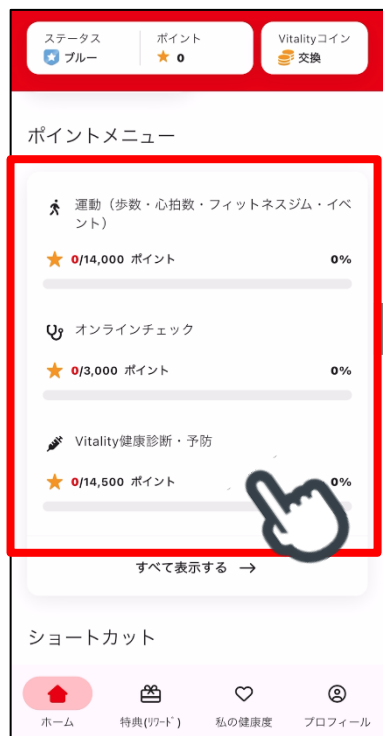 ステータス
ポイント
Vitalityコイン
ブルー
0
交換
ポイントメニュー
運動（歩数・心拍数・フィットネスジム・イベ
ント）
0/14,000 ポイント
0%
オンラインチェック
0/3,000 ポイント
0%
Vitality健康診断・予防
0/14,500 ポイント
0%
すべて表示する →
ショートカット
ホーム
特典(リワード)
私の健康度
プロフィール